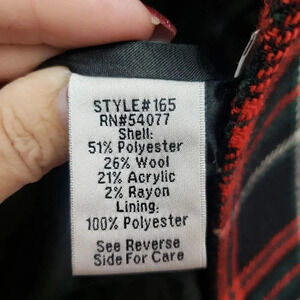 STYLE#165
RN#54077
Shell:
51% Polyester
26% Wool
21% Acrylic
2% Rayon
Lining:
100% Polyester
See Reverse
Side For Care